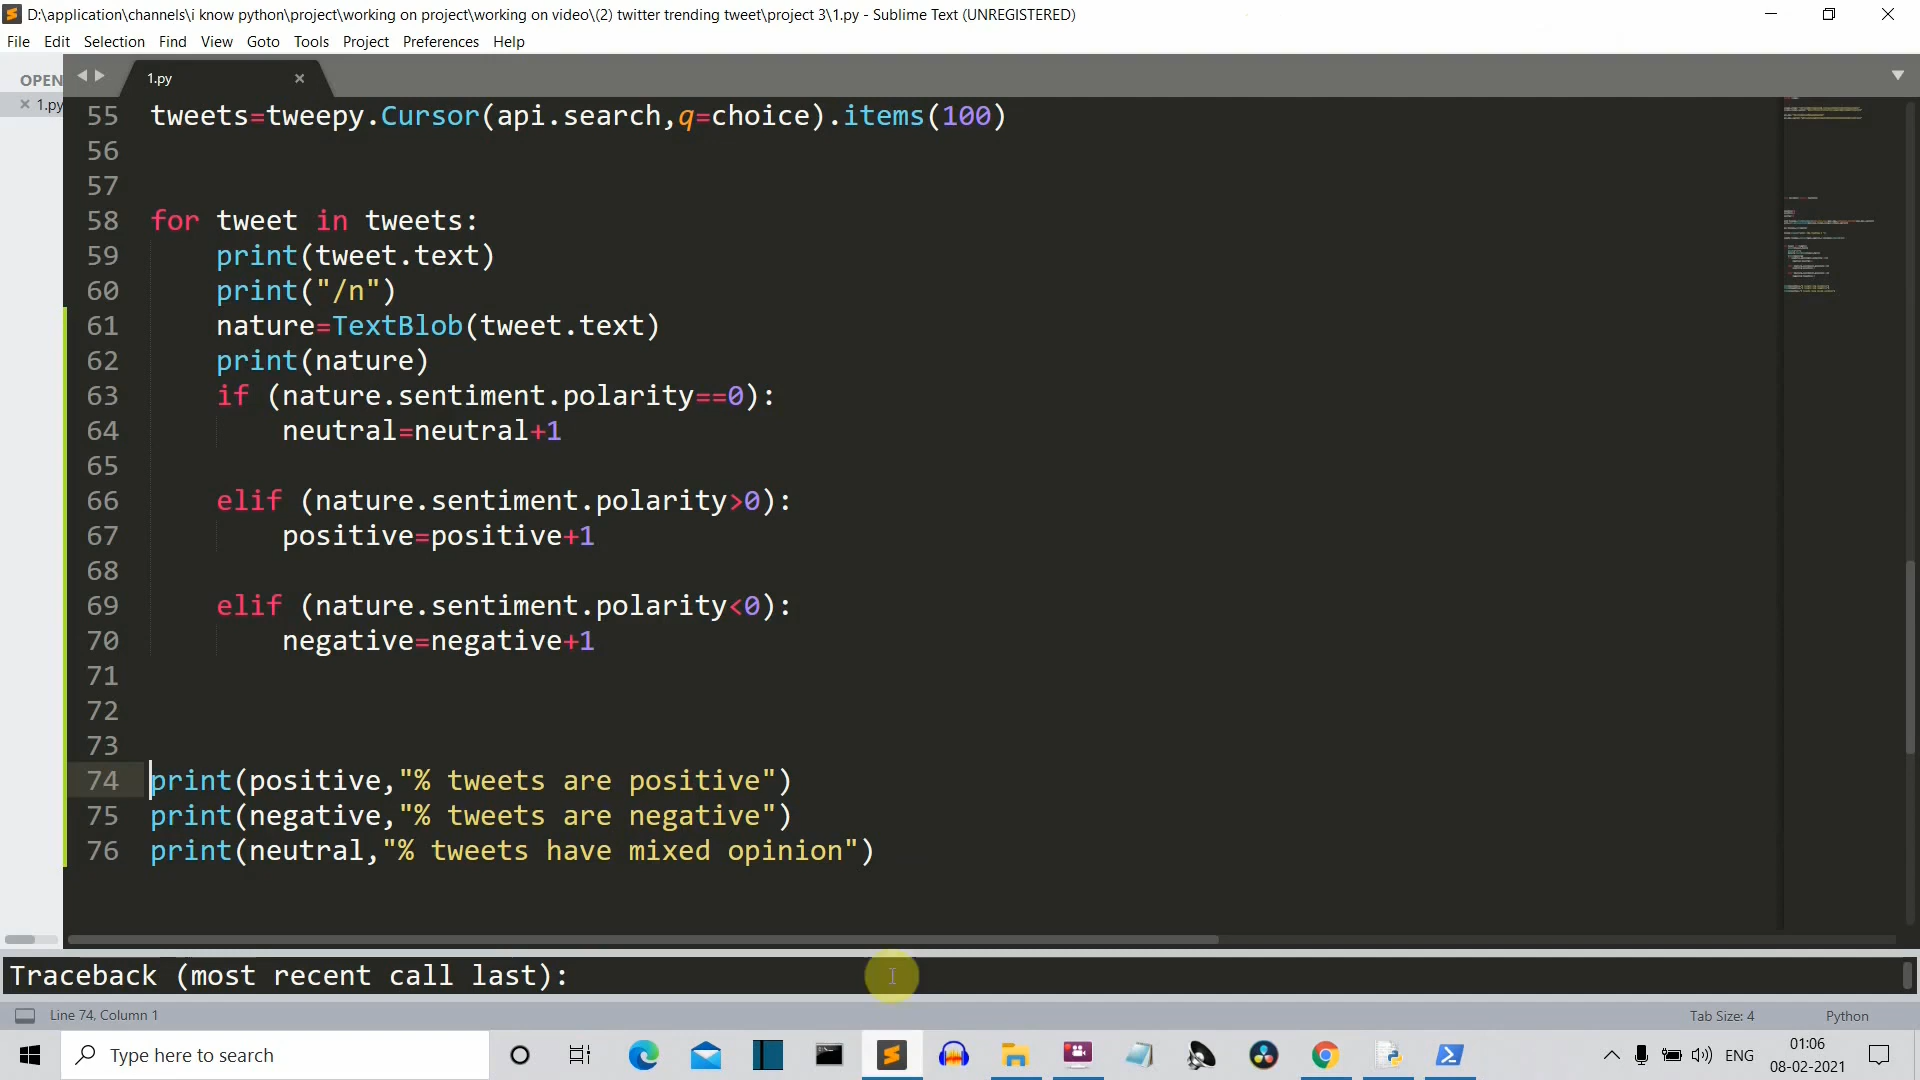 D:\application\channels\i know python\project\working on project\working on video\(2) twitter trending tweet\project 3\1.py - Sublime Text (UNREGISTERED)
File Edit Selection Find View Goto Tools Project Preferences Help
OPEN
1.py
1.py
55 tweets=tweepy.Cursor(api.search,q=choice).items(100)
56
57
58 for tweet in tweets:
59 print(tweet.text)
60 print("/n")
61 nature=TextBlob(tweet.text)
62 print(nature)
63 if (nature.sentiment.polarity==0):
64 neutral=neutral+1
65
66 elif (nature.sentiment.polarity>0):
67 positive=positive+1
68
69 elif (nature.sentiment.polarity<0):
70 negative=negative+1
71
72
73
74 print(positive,"% tweets are positive")
75 print(negative,"% tweets are negative")
76 print(neutral,"% tweets have mixed opinion")
Traceback (most recent call last):
Line 74, Column 1
Tab Size: 4
Python
Type here to search
ENG
01:06
08-02-2021